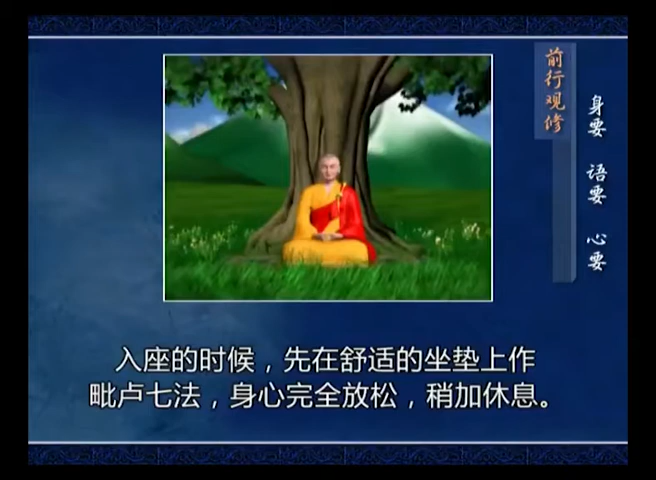 前行观修
身要 语要 心要
入座的时候，先在舒适的坐垫上作
毗卢七法，身心完全放松，稍加休息。